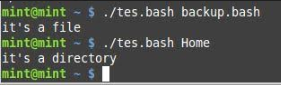 mint@mint ~ $ ./tes.bash backup.bash
it's a file
mint@mint ~ $ ./tes.bash Home
it's a directory
mint@mint ~ $